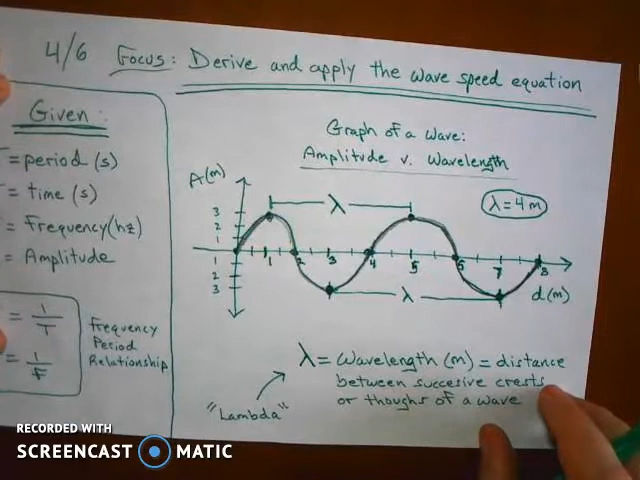 4/6 Focus: Derive and apply the wave speed equation
Given:
= period (s)
= time (s)
= Frequency (hz)
= Amplitude
= 1/T
= 1/F
Frequency
Period
Relationship
Graph of a Wave:
Amplitude v. Wavelength
A(m)
λ
λ = 4m
3
2
1
1 2 3 4 5 6 7 8
1
2
3
λ
d(m)
λ = Wavelength (m) = distance
between succesive crests
or thoughs of a wave
"Lambda"
RECORDED WITH
SCREENCAST MATIC